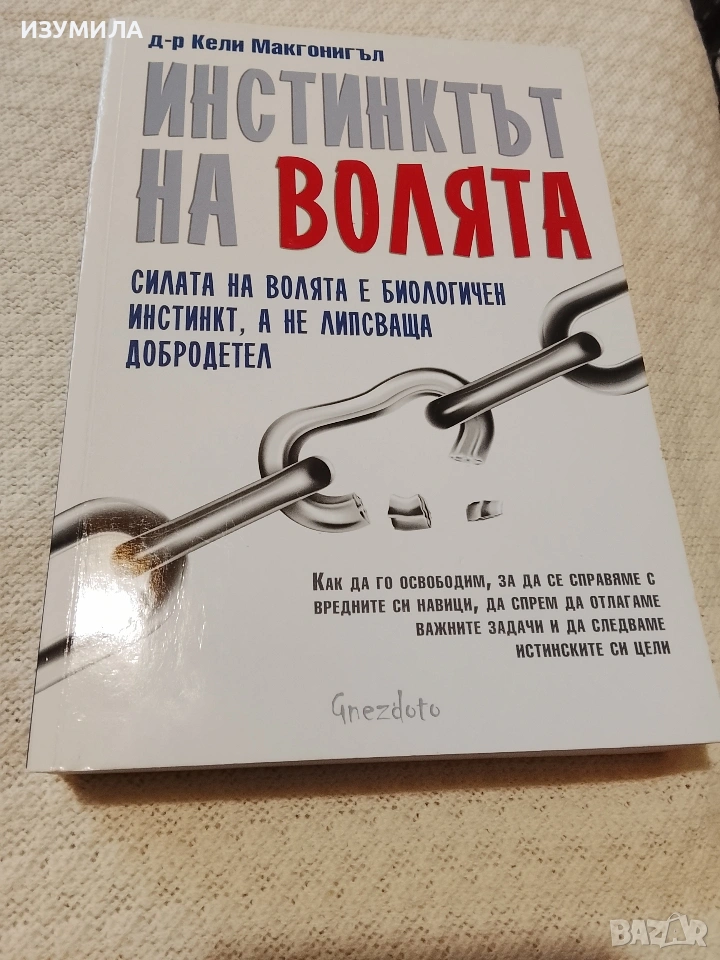 ИЗУМИЛА
д-р Кели Макгонигъл
ИНСТИНКТЪТ
НА ВОЛЯТА
СИЛАТА НА ВОЛЯТА Е БИОЛОГИЧЕН
ИНСТИНКТ, А НЕ ЛИПСВАЩА
ДОБРОДЕТЕЛ
КАК ДА ГО ОСВОБОДИМ, ЗА ДА СЕ СПРАВЯМЕ С
ВРЕДНИТЕ СИ НАВИЦИ, ДА СПРЕМ ДА ОТЛАГАМЕ
ВАЖНИТЕ ЗАДАЧИ И ДА СЛЕДВАМЕ
ИСТИНСКИТЕ СИ ЦЕЛИ
Gnezdoto
BAZAR